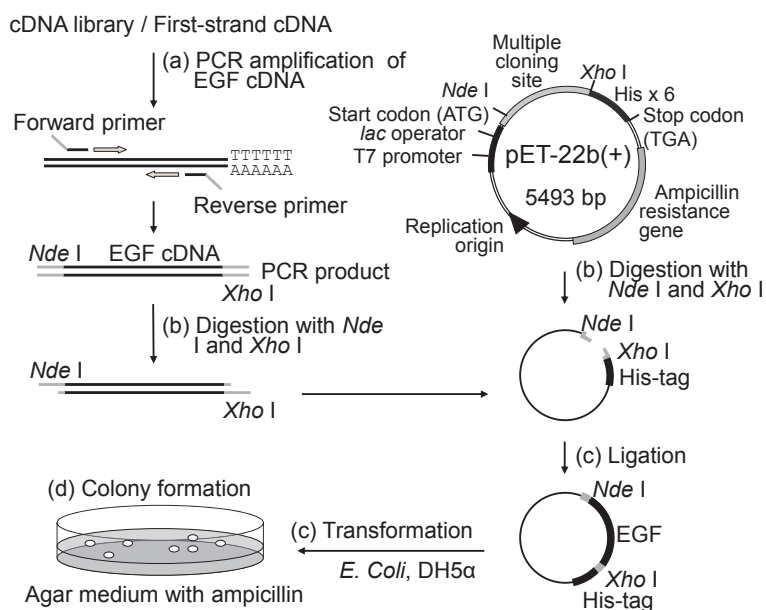 cDNA library / First-strand cDNA
(a) PCR amplification of
EGF cDNA
Forward primer
TTTTTT
AAAAAA
Reverse primer
Nde I
EGF cDNA
PCR product
Xho I
(b) Digestion with Nde
I and Xho I
Nde I
Xho I
Multiple
cloning
site
Xho I
Nde I
His x 6
Start codon (ATG)
Stop codon
(TGA)
lac operator
T7 promoter
pET-22b(+)
5493 bp
Ampicillin
resistance
gene
Replication
origin
(b) Digestion with
Nde I and Xho I
Nde I
Xho I
His-tag
(c) Ligation
Nde I
EGF
Xho I
His-tag
(c) Transformation
E. Coli, DH5α
(d) Colony formation
Agar medium with ampicillin